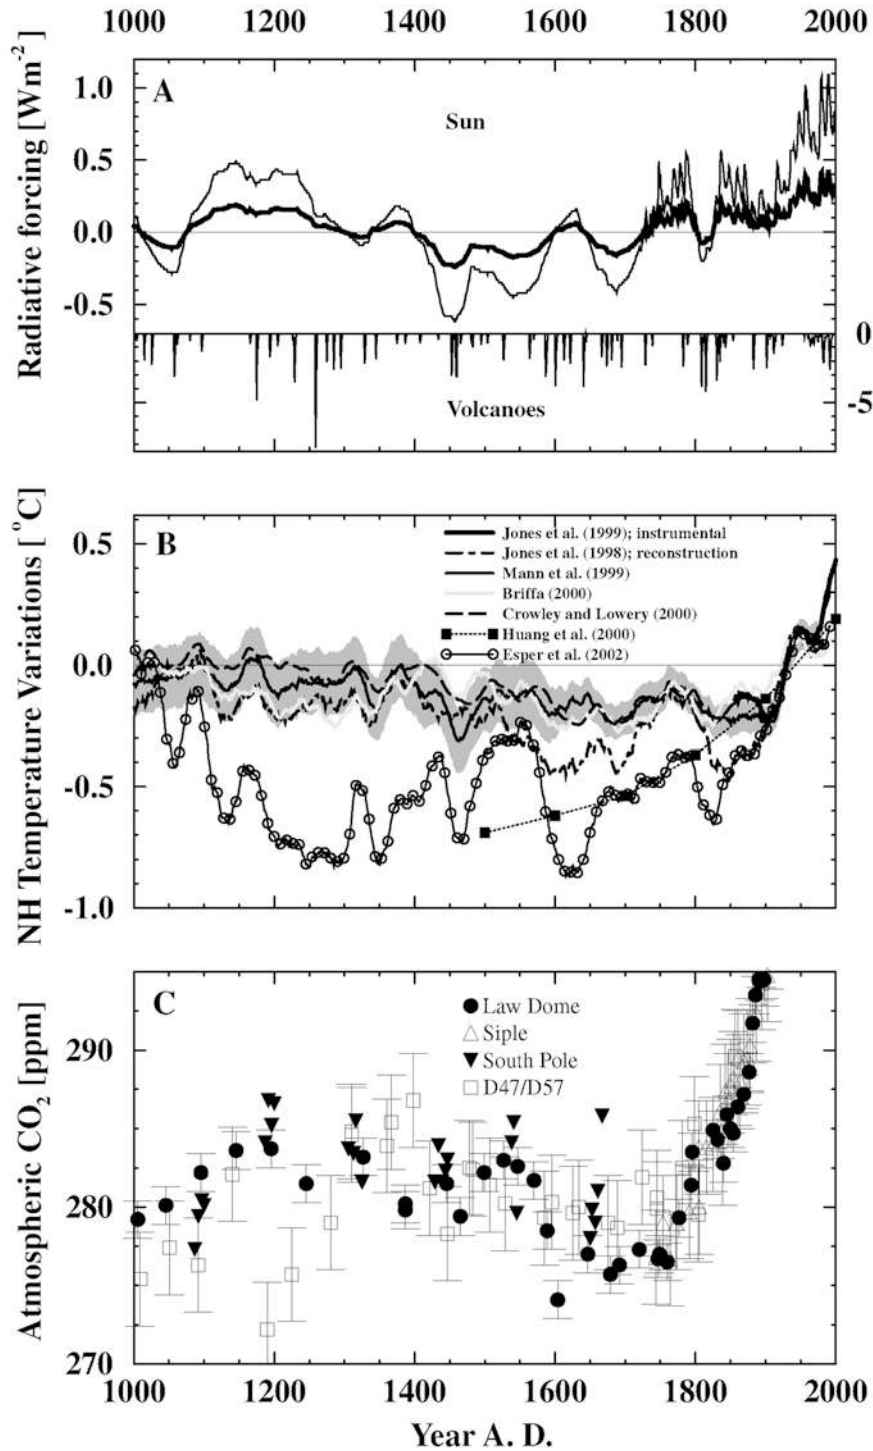 1000 1200 1400 1600 1800 2000
Radiative forcing [Wm-2]
A
Sun
1.0
0.5
0.0
-0.5
0
-5
Volcanoes
NH Temperature Variations [°C]
B
0.5
0.0
-0.5
-1.0
Jones et al. (1999); instrumental
Jones et al. (1998); reconstruction
Mann et al. (1999)
Briffa (2000)
Crowley and Lowery (2000)
Huang et al. (2000)
Esper et al. (2002)
Atmospheric CO2 [ppm]
C
Law Dome
Siple
South Pole
D47/D57
290
280
270
1000 1200 1400 1600 1800 2000
Year A. D.